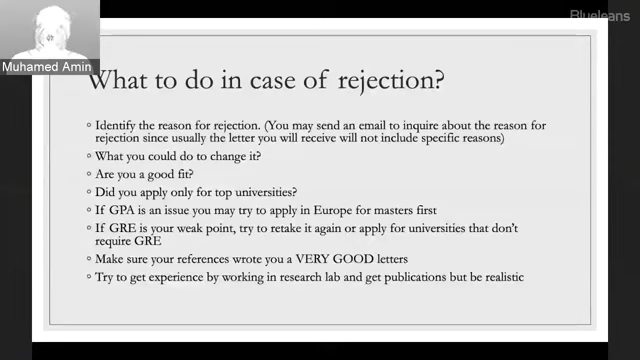 BlueJeans
Muhamed Amin
What to do in case of rejection?
Identify the reason for rejection. (You may send an email to inquire about the reason for
rejection since usually the letter you will receive will not include specific reasons)
What you could do to change it?
Are you a good fit?
Did you apply only for top universities?
If GPA is an issue you may try to apply in Europe for masters first
If GRE is your weak point, try to retake it again or apply for universities that don't
require GRE
Make sure your references wrote you a VERY GOOD letters
Try to get experience by working in research lab and get publications but be realistic